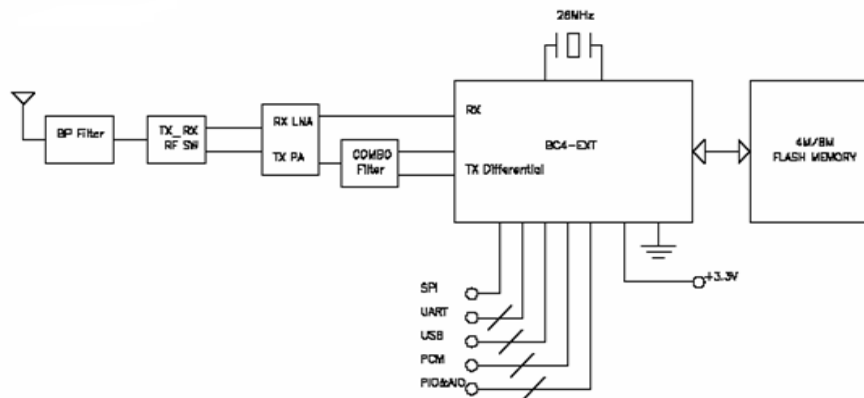 26MHz
BP Filter
TX_RX
RF SW
RX LNA
TX PA
COMBO
Filter
RX
BC4-EXT
TX Differential
4M/8M
FLASH MEMORY
+3.3V
SPI
UART
USB
PCM
PIO&AIO